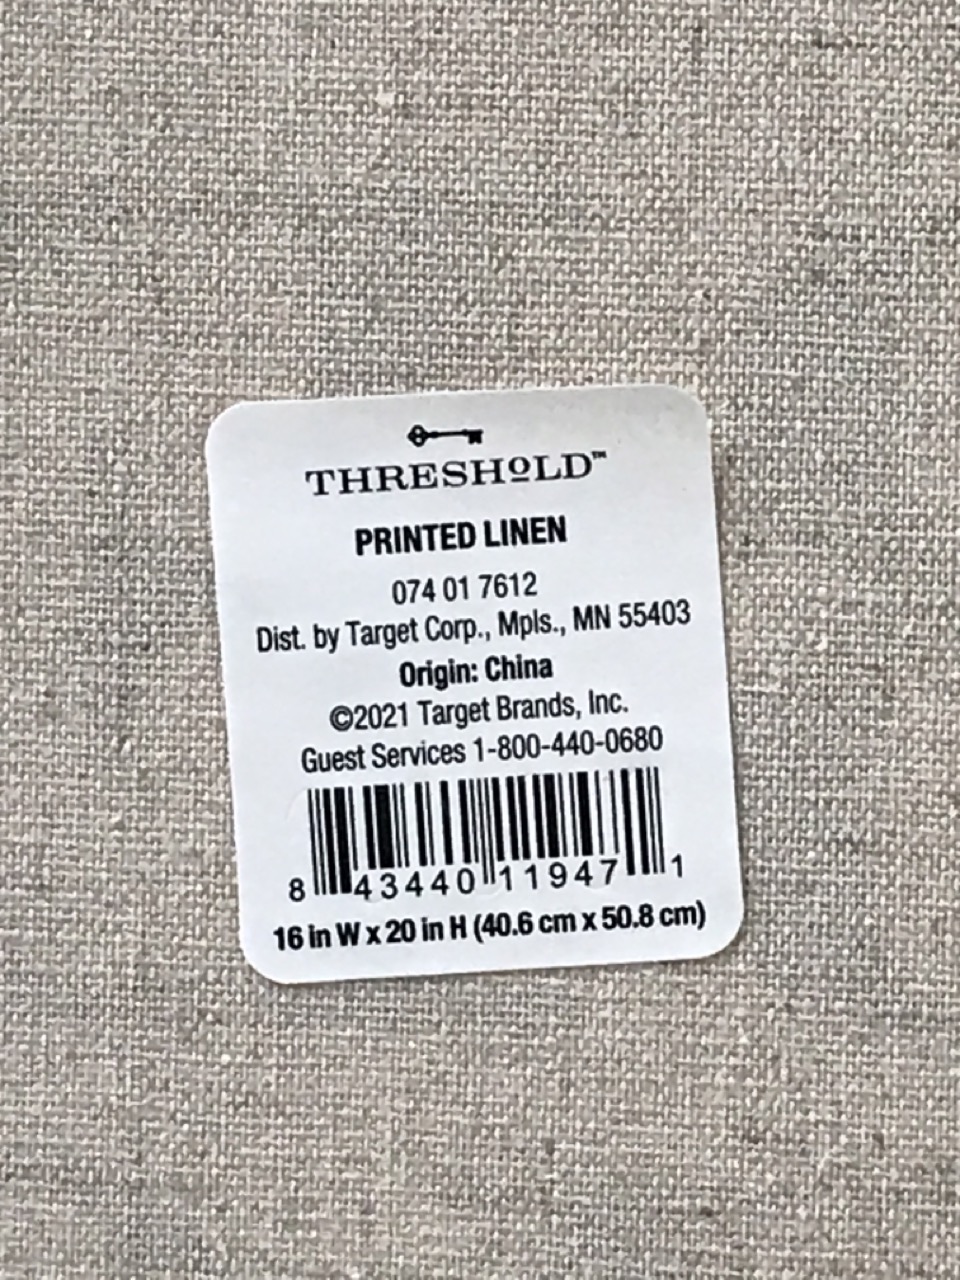 THRESHOLD™
PRINTED LINEN
074 01 7612
Dist. by Target Corp., Mpls., MN 55403
Origin: China
©2021 Target Brands, Inc.
Guest Services 1-800-440-0680
8 43440 11947 1
16 in W x 20 in H (40.6 cm x 50.8 cm)